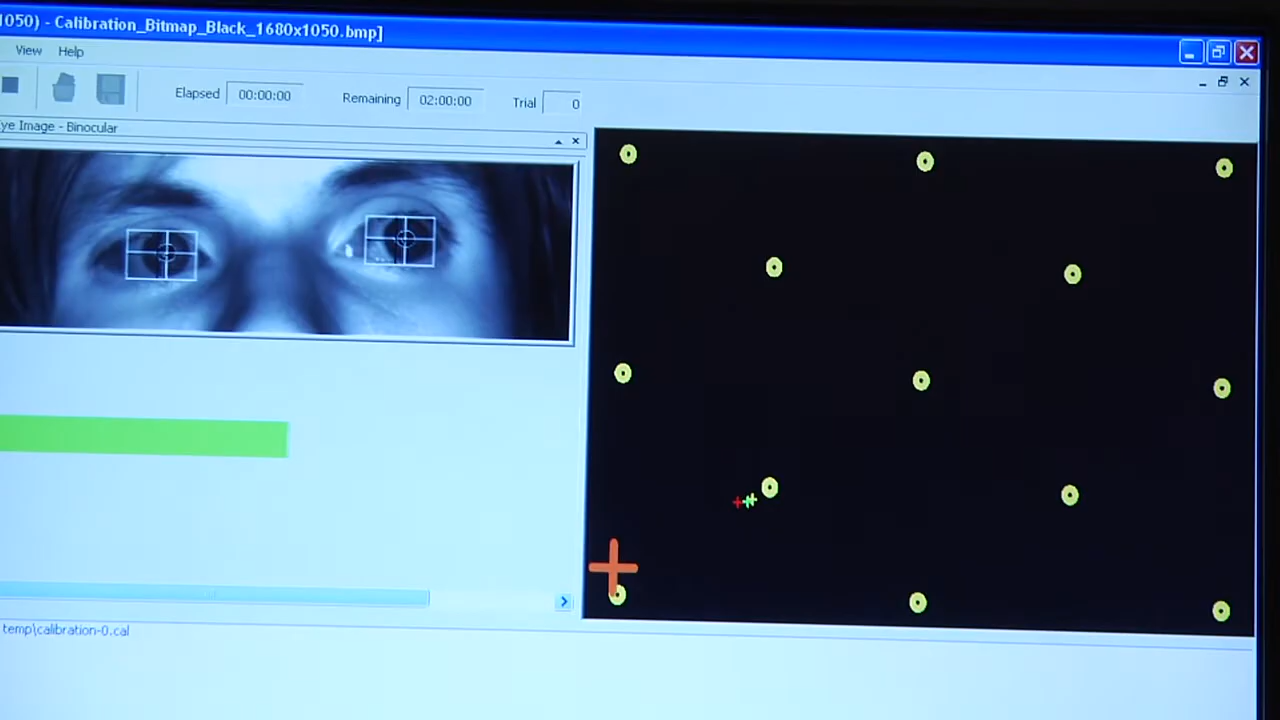 1050) - Calibration_Bitmap_Black_1680x1050.bmp]
View Help
Elapsed 00:00:00 Remaining 02:00:00 Trial 0
ye Image - Binocular
temp\calibration-0.cal